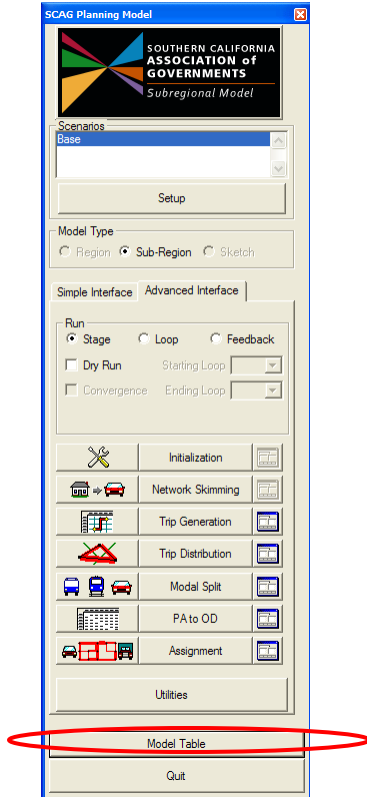 SCAG Planning Model
SOUTHERN CALIFORNIA
ASSOCIATION of
GOVERNMENTS
Subregional Model
Scenarios
Base
Setup
Model Type
Region Sub-Region Sketch
Simple Interface Advanced Interface
Run
Stage Loop Feedback
Dry Run Starting Loop
Convergence Ending Loop
Initialization
Network Skimming
Trip Generation
Trip Distribution
Modal Split
PA to OD
Assignment
Utilities
Model Table
Quit